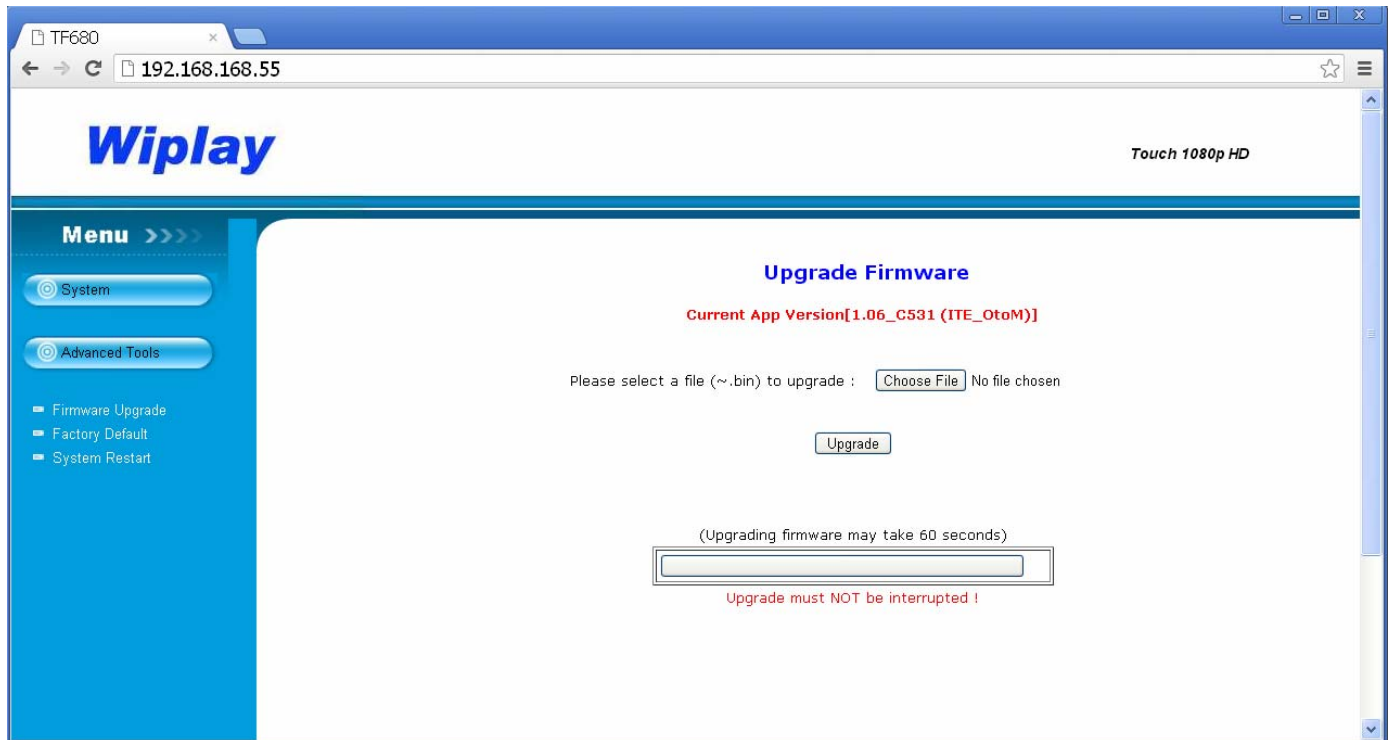 TF680
192.168.168.55
Wiplay
Touch 1080p HD
Menu >>>>
System
Advanced Tools
Firmware Upgrade
Factory Default
System Restart
Upgrade Firmware
Current App Version[1.06_C531 (ITE_OtoM)]
Please select a file (~.bin) to upgrade : Choose File No file chosen
Upgrade
(Upgrading firmware may take 60 seconds)
Upgrade must NOT be interrupted !